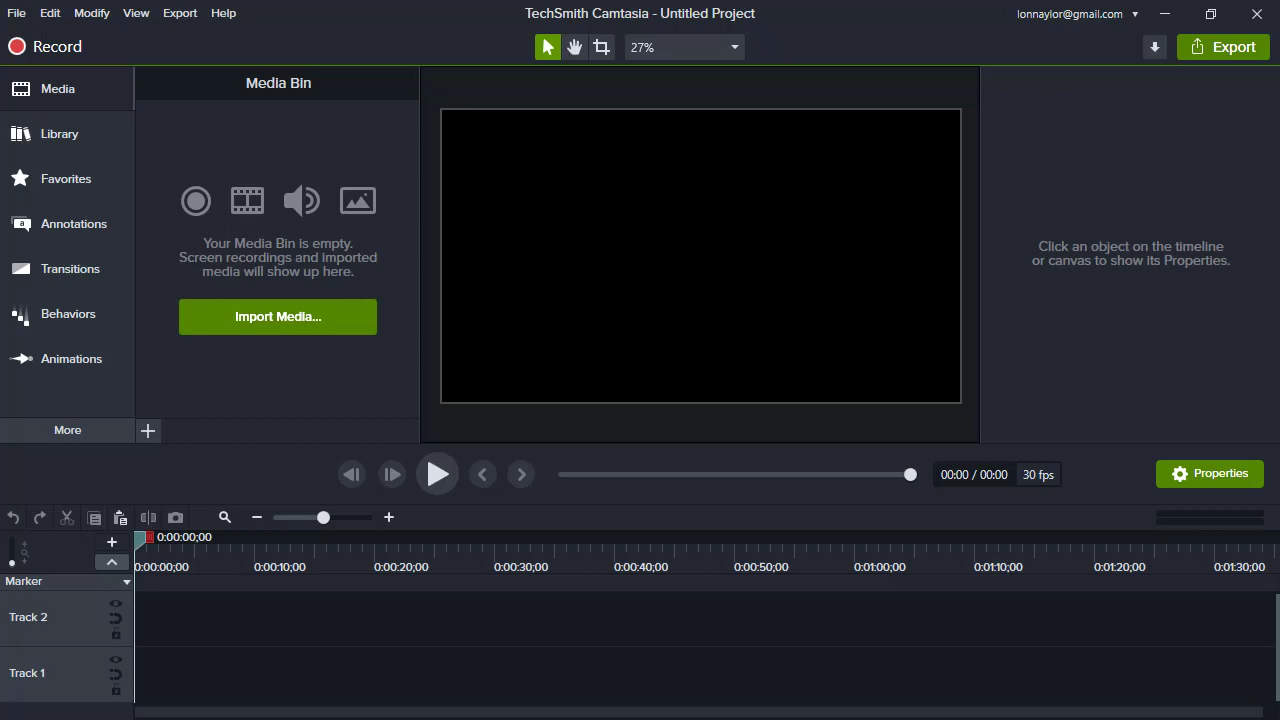 File Edit Modify View Export Help
TechSmith Camtasia - Untitled Project
lonnaylor@gmail.com
Record
27%
Export
Media
Library
Favorites
Annotations
Transitions
Behaviors
Animations
More
Media Bin
Your Media Bin is empty.
Screen recordings and imported
media will show up here.
Import Media...
Click an object on the timeline
or canvas to show its Properties.
00:00 / 00:00 30 fps
Properties
0:00:00;00
0:00:00;00 0:00:10;00 0:00:20;00 0:00:30;00 0:00:40;00 0:00:50;00 0:01:00;00 0:01:10;00 0:01:20;00 0:01:30;00
Marker
Track 2
Track 1